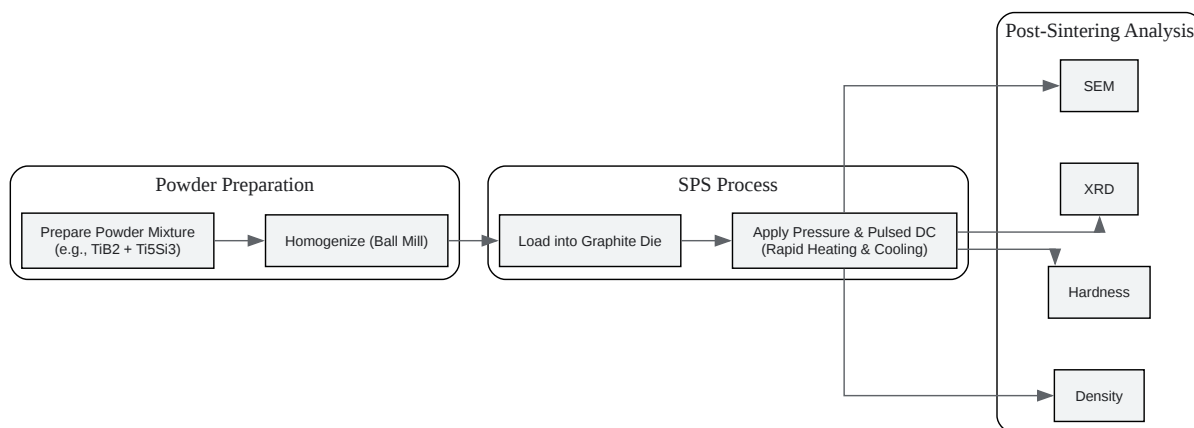 Post-Sintering Analysis
SEM
Powder Preparation
SPS Process
XRD
Prepare Powder Mixture
(e.g., TiB2 + Ti5Si3)
Homogenize (Ball Mill)
Load into Graphite Die
Apply Pressure & Pulsed DC
(Rapid Heating & Cooling)
Hardness
Density